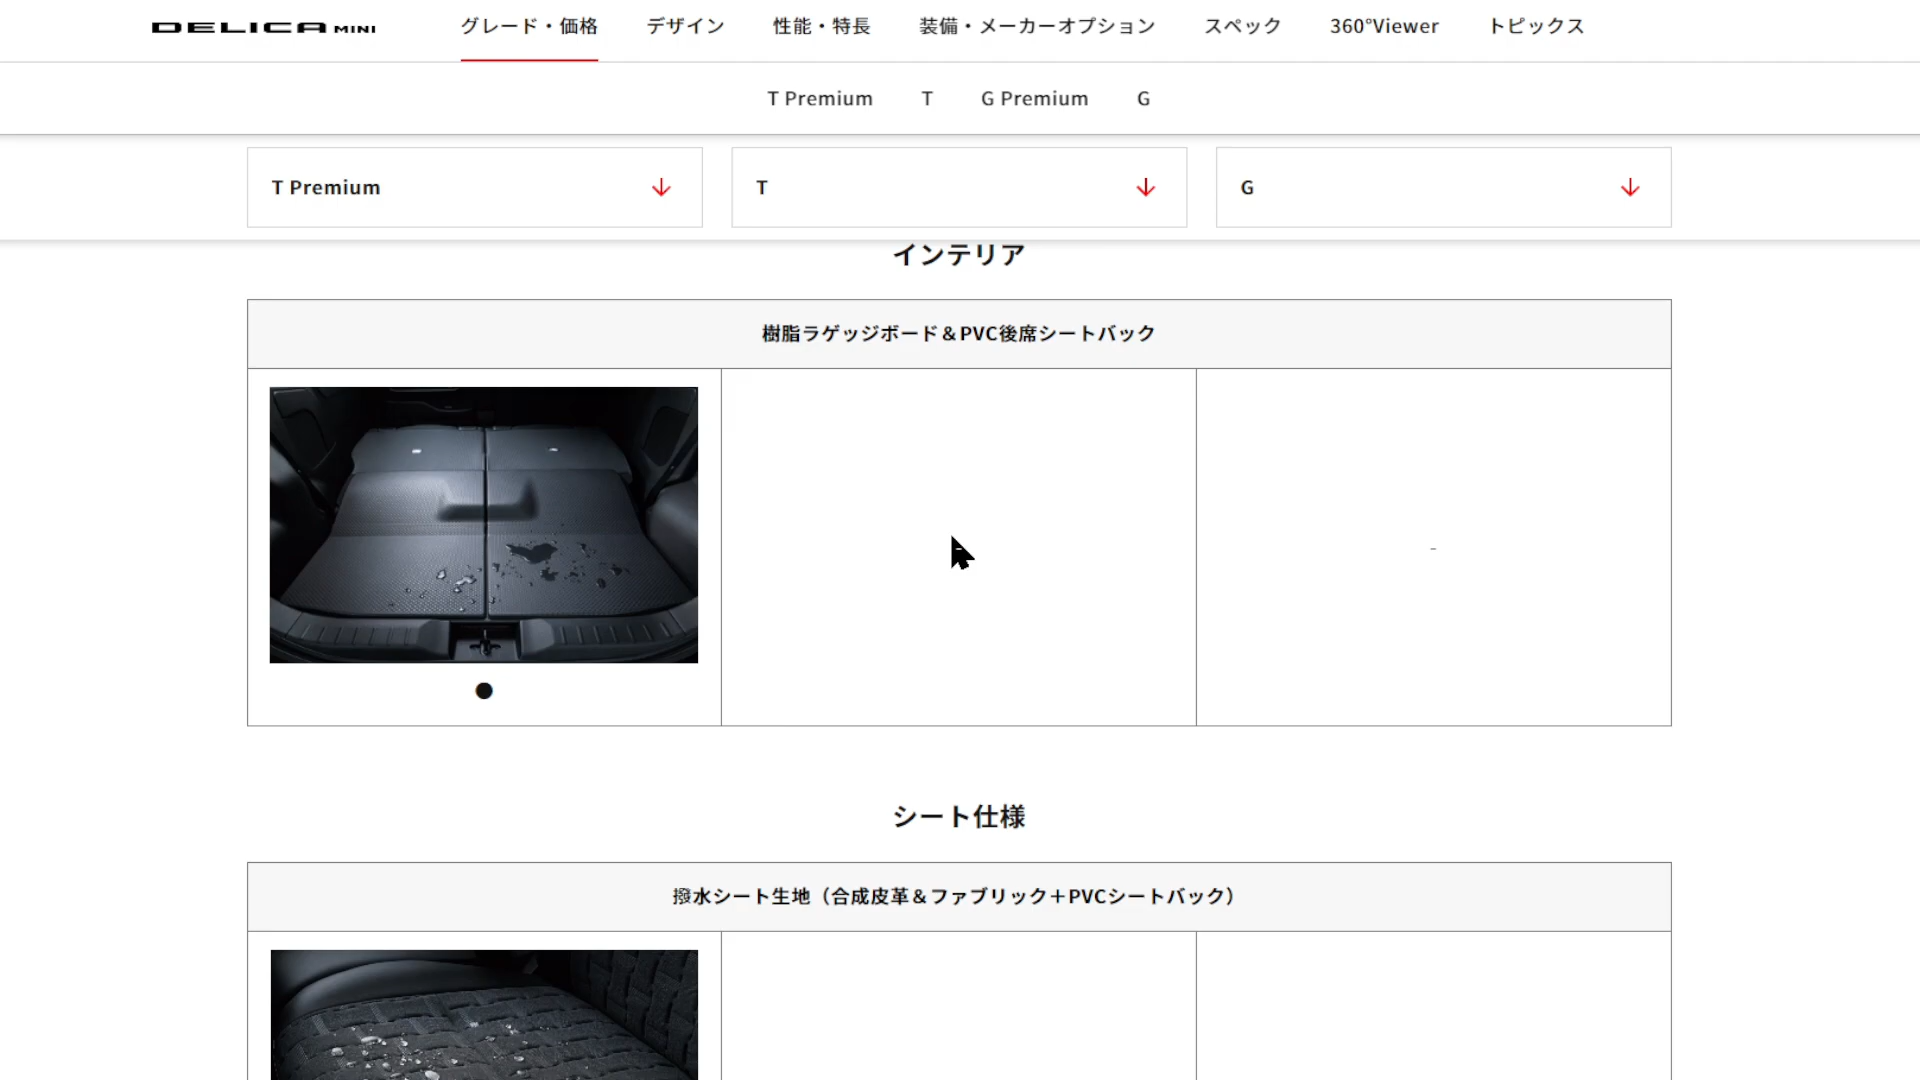 DELICA MINI グレード・価格 デザイン 性能・特長 装備・メーカーオプション スペック 360°Viewer トピックス
T Premium T G Premium G
T Premium T G
インテリア
樹脂ラゲッジボード＆PVC後席シートバック
- -
●
シート仕様
撥水シート生地（合成皮革＆ファブリック＋PVCシートバック）